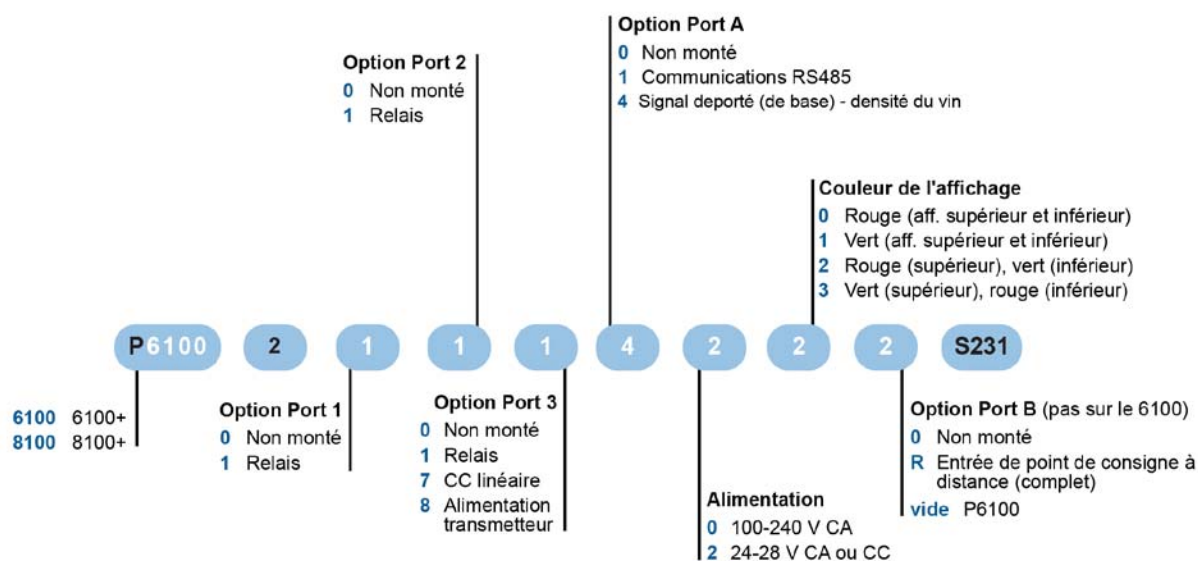 Option Port A
0 Non monté
1 Communications RS485
4 Signal deporté (de base) - densité du vin
Option Port 2
0 Non monté
1 Relais
Couleur de l'affichage
0 Rouge (aff. supérieur et inférieur)
1 Vert (aff. supérieur et inférieur)
2 Rouge (supérieur), vert (inférieur)
3 Vert (supérieur), rouge (inférieur)
P6100 2 1 1 1 4 2 2 2 S231
6100 6100+
8100 8100+
Option Port 1
0 Non monté
1 Relais
Option Port 3
0 Non monté
1 Relais
7 CC linéaire
8 Alimentation
transmetteur
Alimentation
0 100-240 V CA
2 24-28 V CA ou CC
Option Port B (pas sur le 6100)
0 Non monté
R Entrée de point de consigne à
distance (complet)
vide P6100